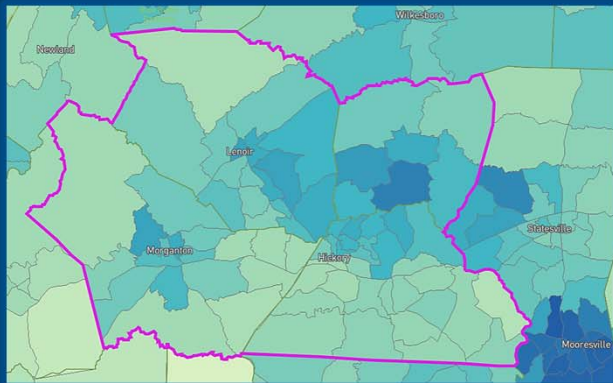 Wilkesboro
Newland
Lenoir
Statesville
Morganton
Hickory
Mooresville